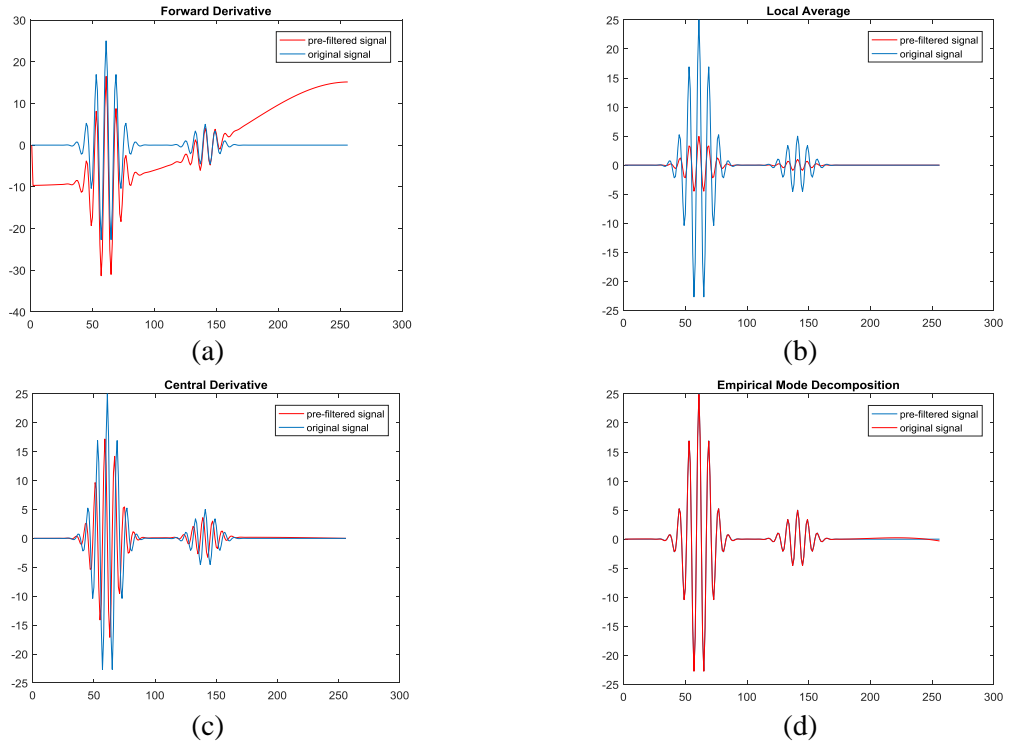 Forward Derivative
30
20
10
0
-10
-20
-30
-40
0 50 100 150 200 250 300
pre-filtered signal
original signal
(a)
Local Average
25
20
15
10
5
0
-5
-10
-15
-20
-25
0 50 100 150 200 250 300
pre-filtered signal
original signal
(b)
Central Derivative
25
20
15
10
5
0
-5
-10
-15
-20
-25
0 50 100 150 200 250 300
pre-filtered signal
original signal
(c)
Empirical Mode Decomposition
25
20
15
10
5
0
-5
-10
-15
-20
-25
0 50 100 150 200 250 300
pre-filtered signal
original signal
(d)